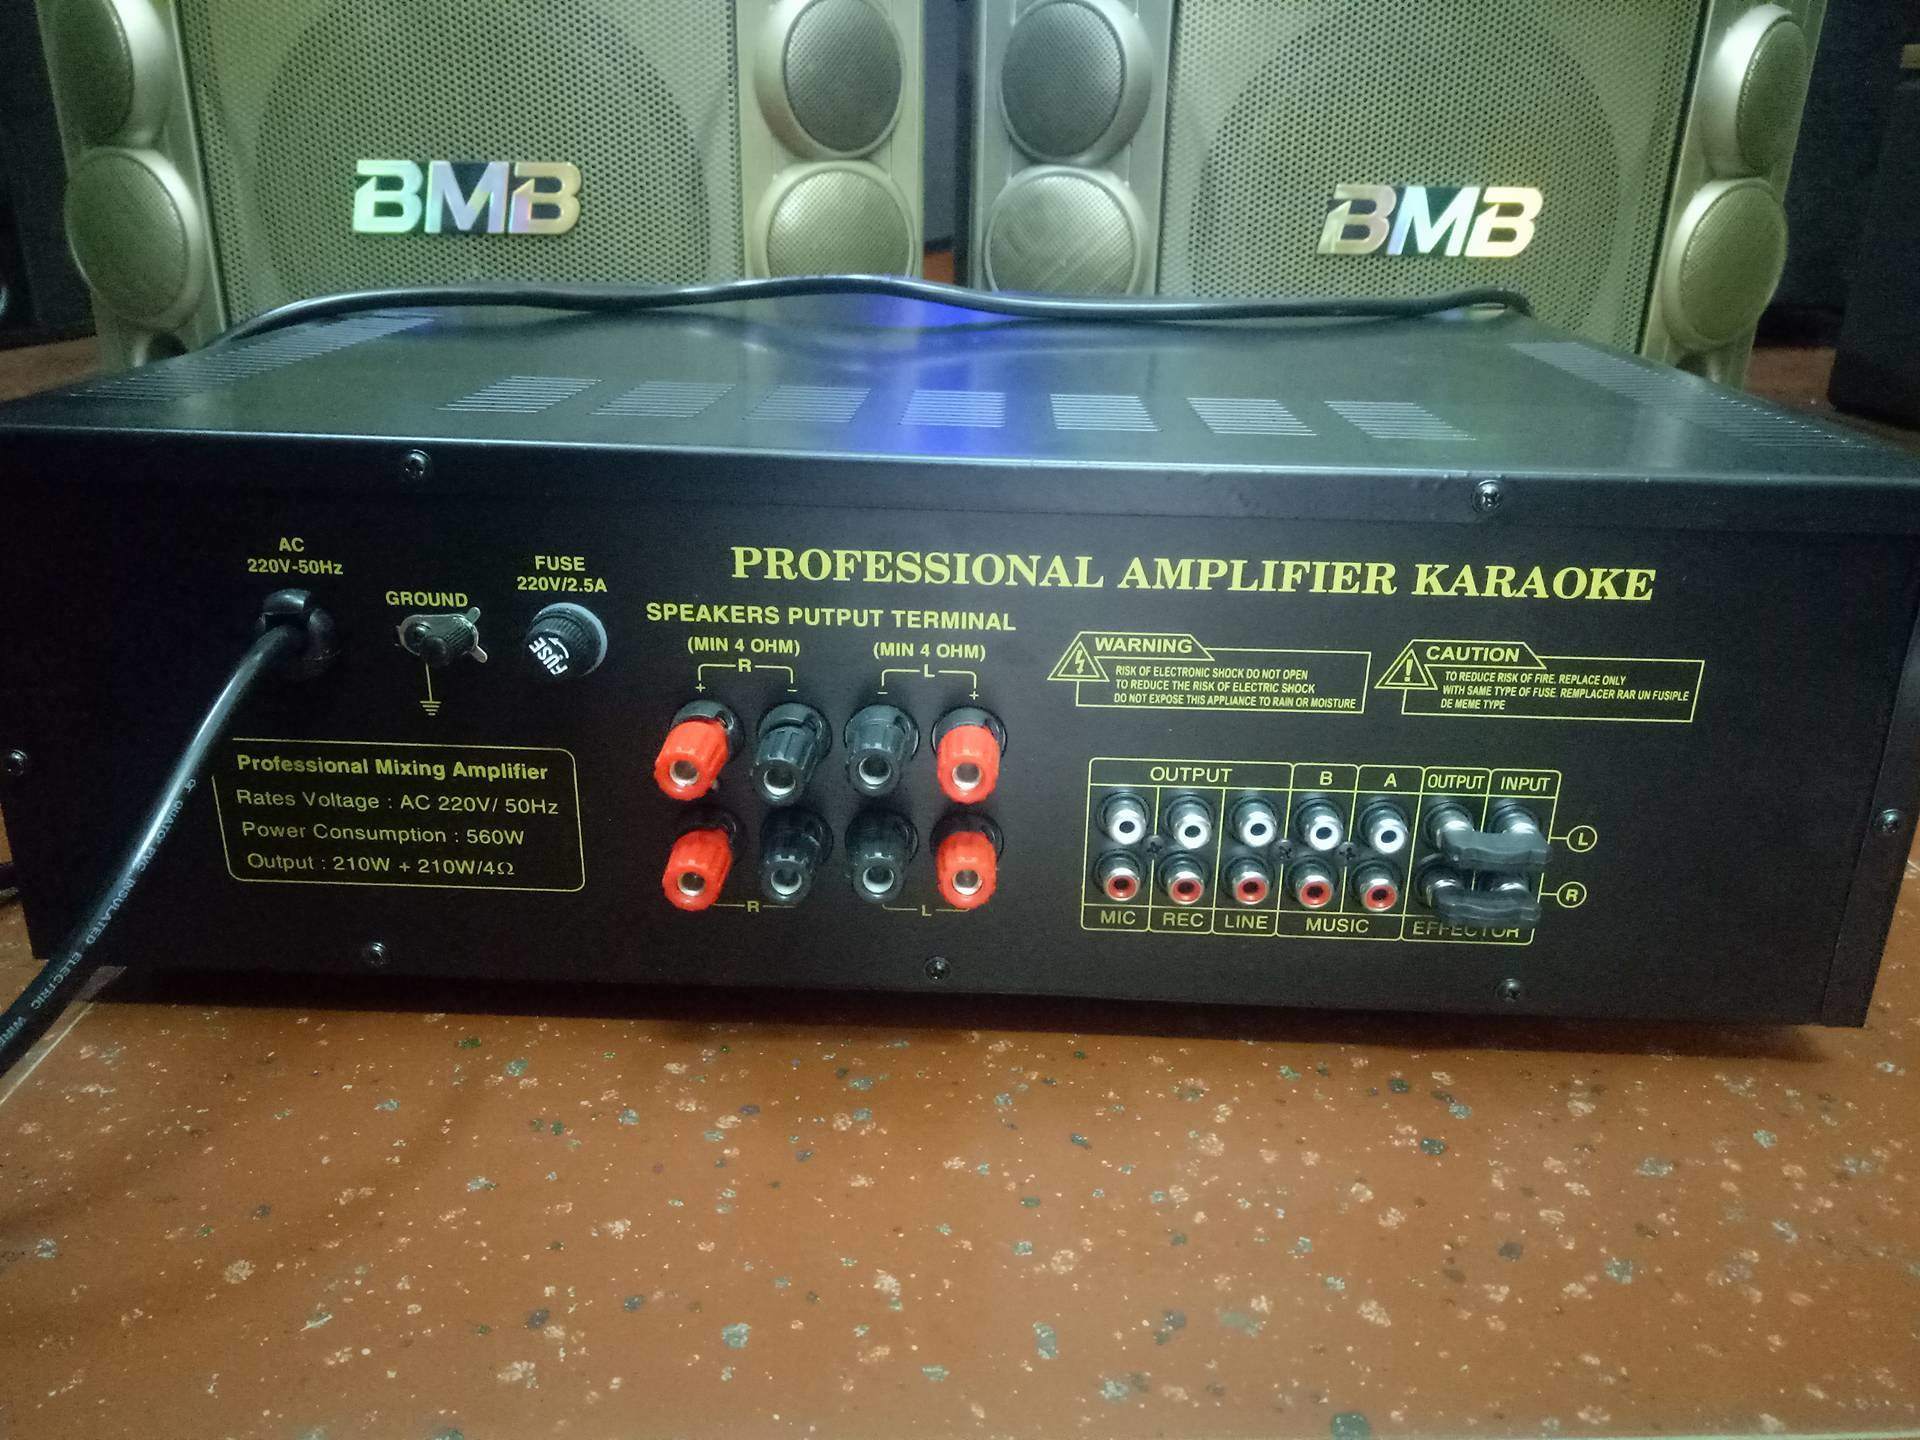 BMB
BMB
AC
220V-50Hz
GROUND
FUSE
220V/2.5A
FUSE
PROFESSIONAL AMPLIFIER KARAOKE
SPEAKERS PUTPUT TERMINAL
(MIN 4 OHM) (MIN 4 OHM)
R L
+ - - +
R L
WARNING
RISK OF ELECTRONIC SHOCK DO NOT OPEN
TO REDUCE THE RISK OF ELECTRIC SHOCK
DO NOT EXPOSE THIS APPLIANCE TO RAIN OR MOISTURE
CAUTION
TO REDUCE RISK OF FIRE. REPLACE ONLY
WITH SAME TYPE OF FUSE. REMPLACER RAR UN FUSIPLE
DE MEME TYPE
Professional Mixing Amplifier
Rates Voltage : AC 220V/ 50Hz
Power Consumption : 560W
Output : 210W + 210W/4Ω
OUTPUT B A OUTPUT INPUT
L
R
MIC REC LINE MUSIC EFFECTOR
INSULATED ELECTRIC WIRE